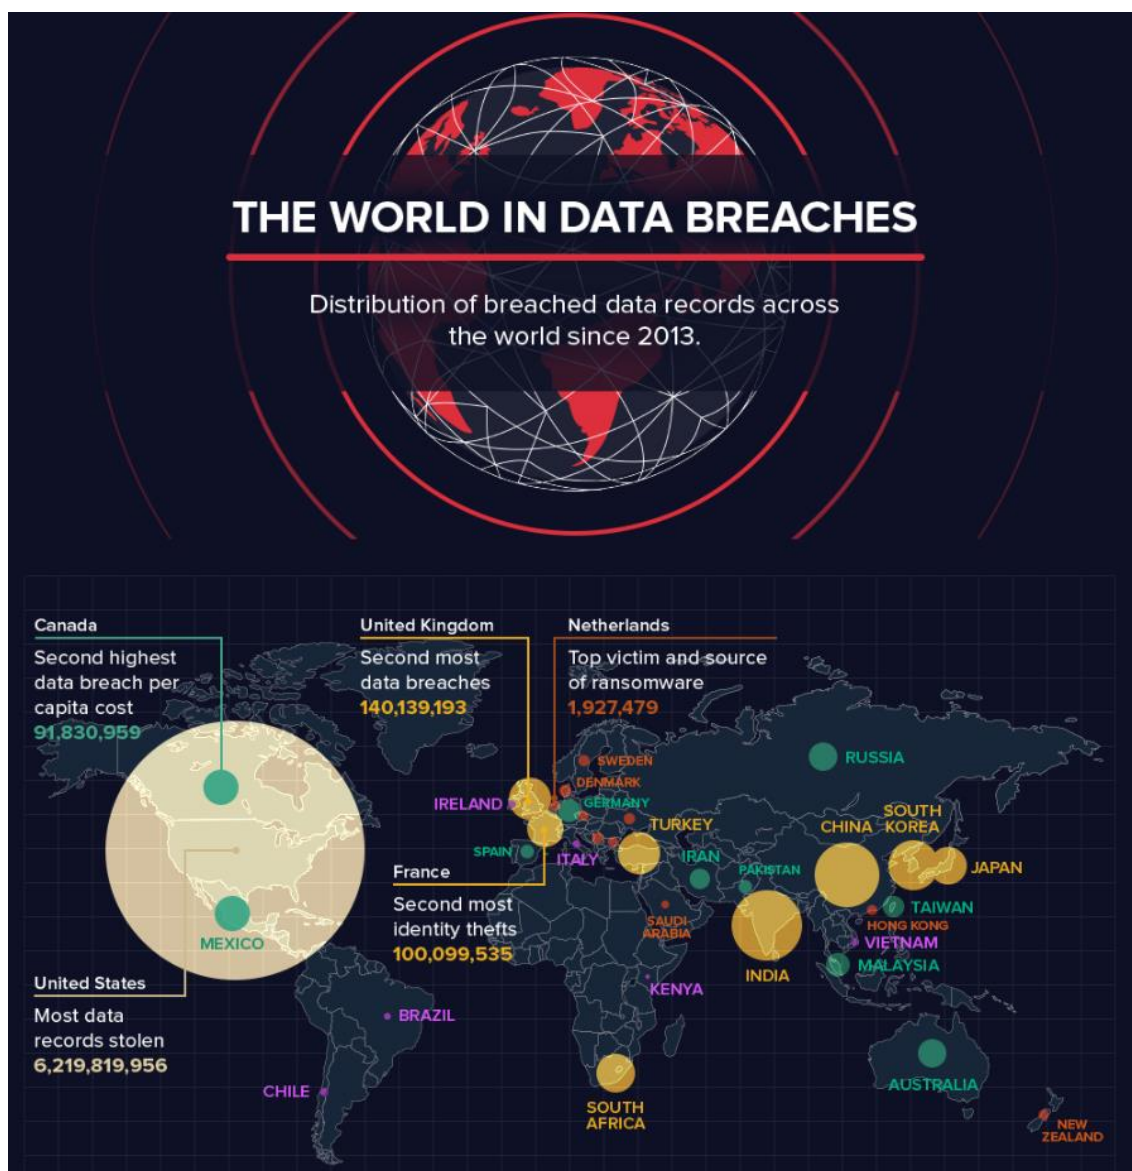 THE WORLD IN DATA BREACHES
Distribution of breached data records across
the world since 2013.
Canada
Second highest
data breach per
capita cost
91,830,959
United Kingdom
Second most
data breaches
140,139,193
Netherlands
Top victim and source
of ransomware
1,927,479
SWEDEN
DENMARK
IRELAND
GERMANY
RUSSIA
SOUTH
KOREA
CHINA
TURKEY
SPAIN
ITALY
IRAN
PAKISTAN
JAPAN
France
Second most
identity thefts
100,099,535
MEXICO
SAUDI
ARABIA
TAIWAN
HONG KONG
VIETNAM
MALAYSIA
INDIA
KENYA
United States
Most data
records stolen
6,219,819,956
BRAZIL
CHILE
SOUTH
AFRICA
AUSTRALIA
NEW
ZEALAND